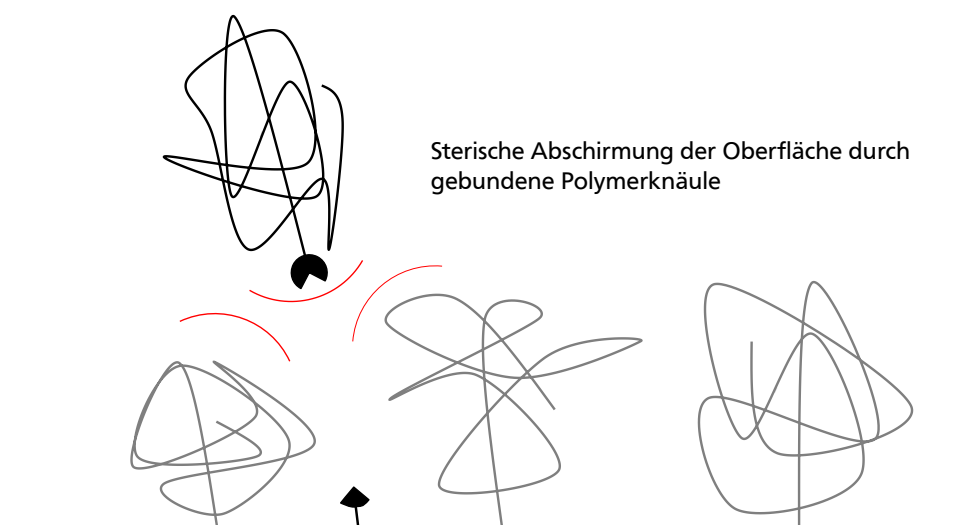 Sterische Abschirmung der Oberfläche durch
gebundene Polymerknäule